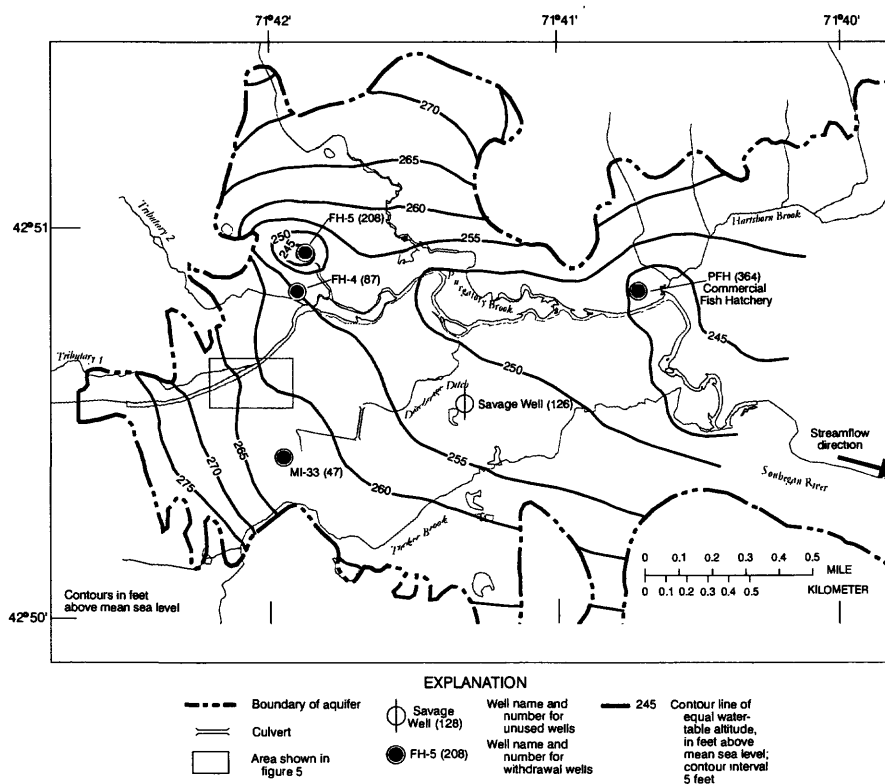 71°42'
71°41'
71°40'
42°51'
42°50'
270
265
260
255
250
245
FH-5 (208)
FH-4 (87)
Tributary 2
Tributary 1
Hartshorn Brook
Purgatory Brook
PFH (364)
Commercial
Fish Hatchery
245
250
Dandridge Ditch
Savage Well (126)
Streamflow
direction
Souhegan River
275
270
265
MI-33 (47)
260
255
Tucker Brook
0 0.1 0.2 0.3 0.4 0.5
MILE
KILOMETER
0 0.1 0.2 0.3 0.4 0.5
Contours in feet
above mean sea level
EXPLANATION
Boundary of aquifer
Culvert
Area shown in
figure 5
Savage
Well (128)
Well name and
number for
unused wells
FH-5 (208)
Well name and
number for
withdrawal wells
245
Contour line of
equal water-
table altitude,
in feet above
mean sea level;
contour interval
5 feet